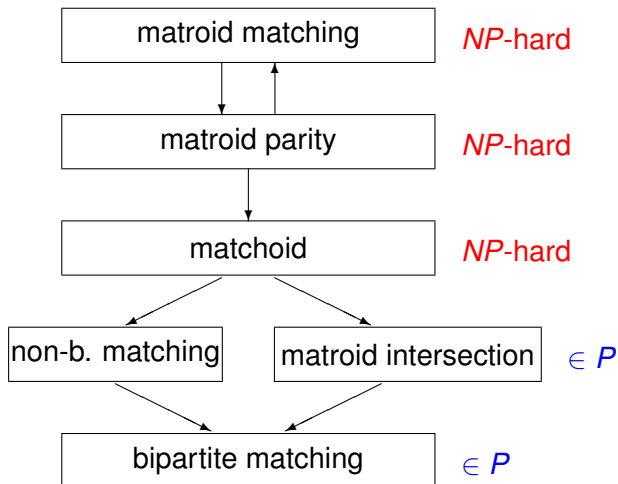 matroid matching NP-hard
matroid parity NP-hard
matchoid NP-hard
non-b. matching matroid intersection ∈ P
bipartite matching ∈ P